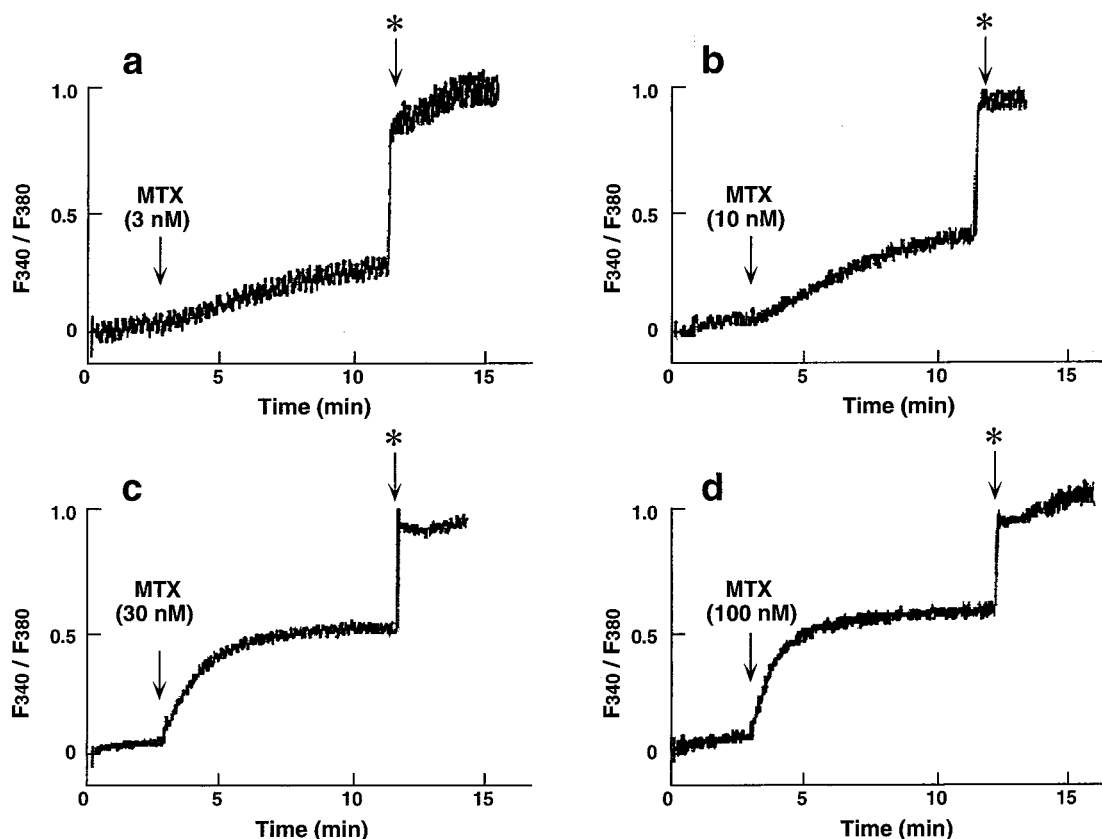 *
a
1.0
MTX
(3 nM)
0.5
0
F340 / F380
0 5 10 15
Time (min)
*
b
1.0
MTX
(10 nM)
0.5
0
F340 / F380
0 5 10 15
Time (min)
*
c
1.0
MTX
(30 nM)
0.5
0
F340 / F380
0 5 10 15
Time (min)
*
d
1.0
MTX
(100 nM)
0.5
0
F340 / F380
0 5 10 15
Time (min)